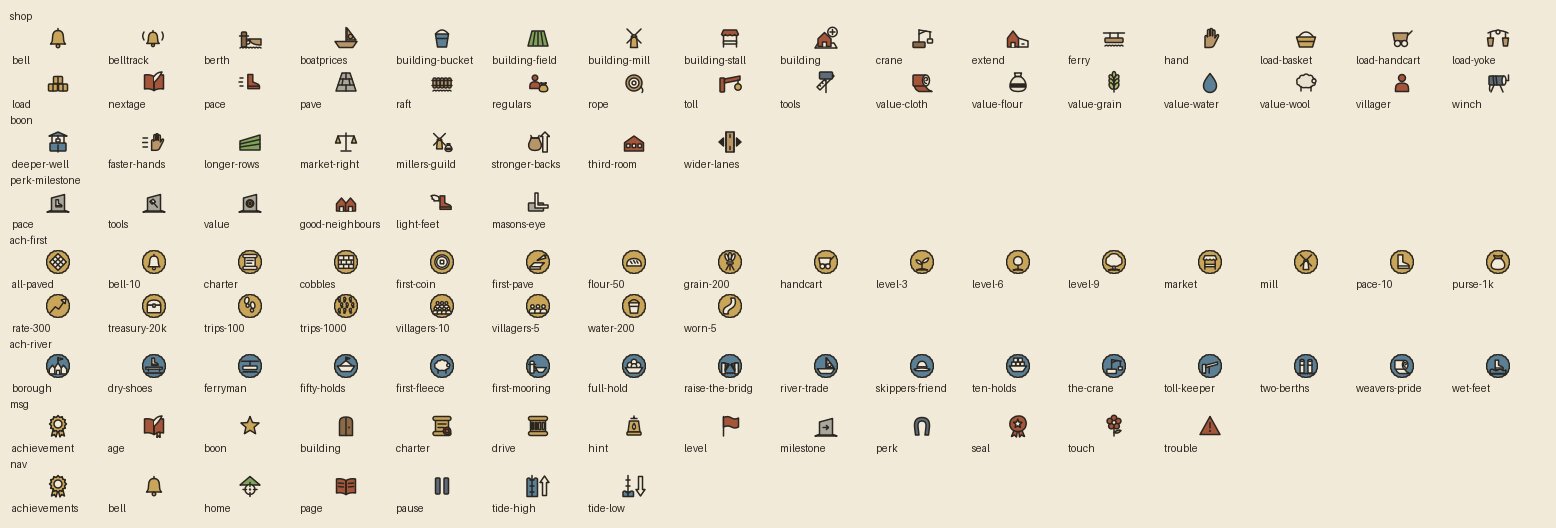 shop
bell belltrack berth boatprices building-bucket building-field building-mill building-stall building crane extend ferry hand load-basket load-handcart load-yoke
load nextage pace pave raft regulars rope toll tools value-cloth value-flour value-grain value-water value-wool villager winch
boon
deeper-well faster-hands longer-rows market-right millers-guild stronger-backs third-room wider-lanes
perk-milestone
pace tools value good-neighbours light-feet masons-eye
ach-first
all-paved bell-10 charter cobbles first-coin first-pave flour-50 grain-200 handcart level-3 level-6 level-9 market mill pace-10 purse-1k
rate-300 treasury-20k trips-100 trips-1000 villagers-10 villagers-5 water-200 worn-5
ach-river
borough dry-shoes ferryman fifty-holds first-fleece first-mooring full-hold raise-the-bridg river-trade skippers-friend ten-holds the-crane toll-keeper two-berths weavers-pride wet-feet
msg
achievement age boon building charter drive hint level milestone perk seal touch trouble
nav
achievements bell home page pause tide-high tide-low